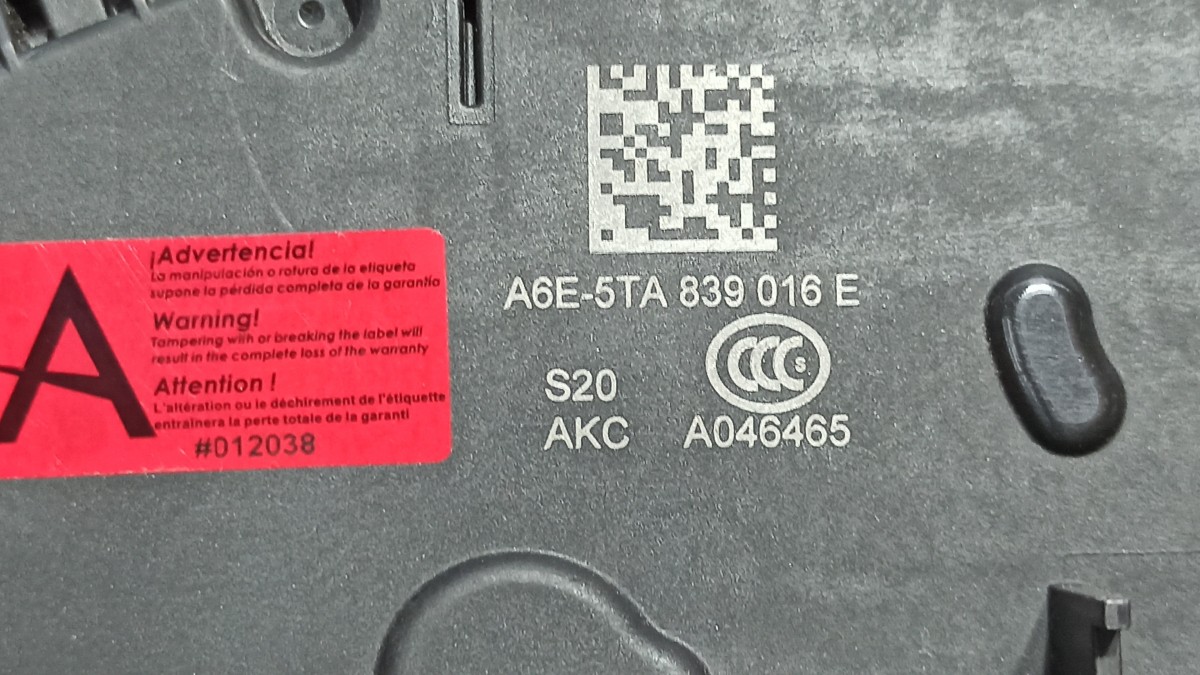 A6E-5TA 839 016 E
CCC S
S20
AKC A046465
A
¡Advertencia!
La manipulación o rotura de la etiqueta
supone la pérdida completa de la garantía
Warning!
Tampering with or breaking the label will
result in the complete loss of the warranty
Attention !
L'altération ou le déchirement de l'étiquette
entraînera la perte totale de la garanti
#012038